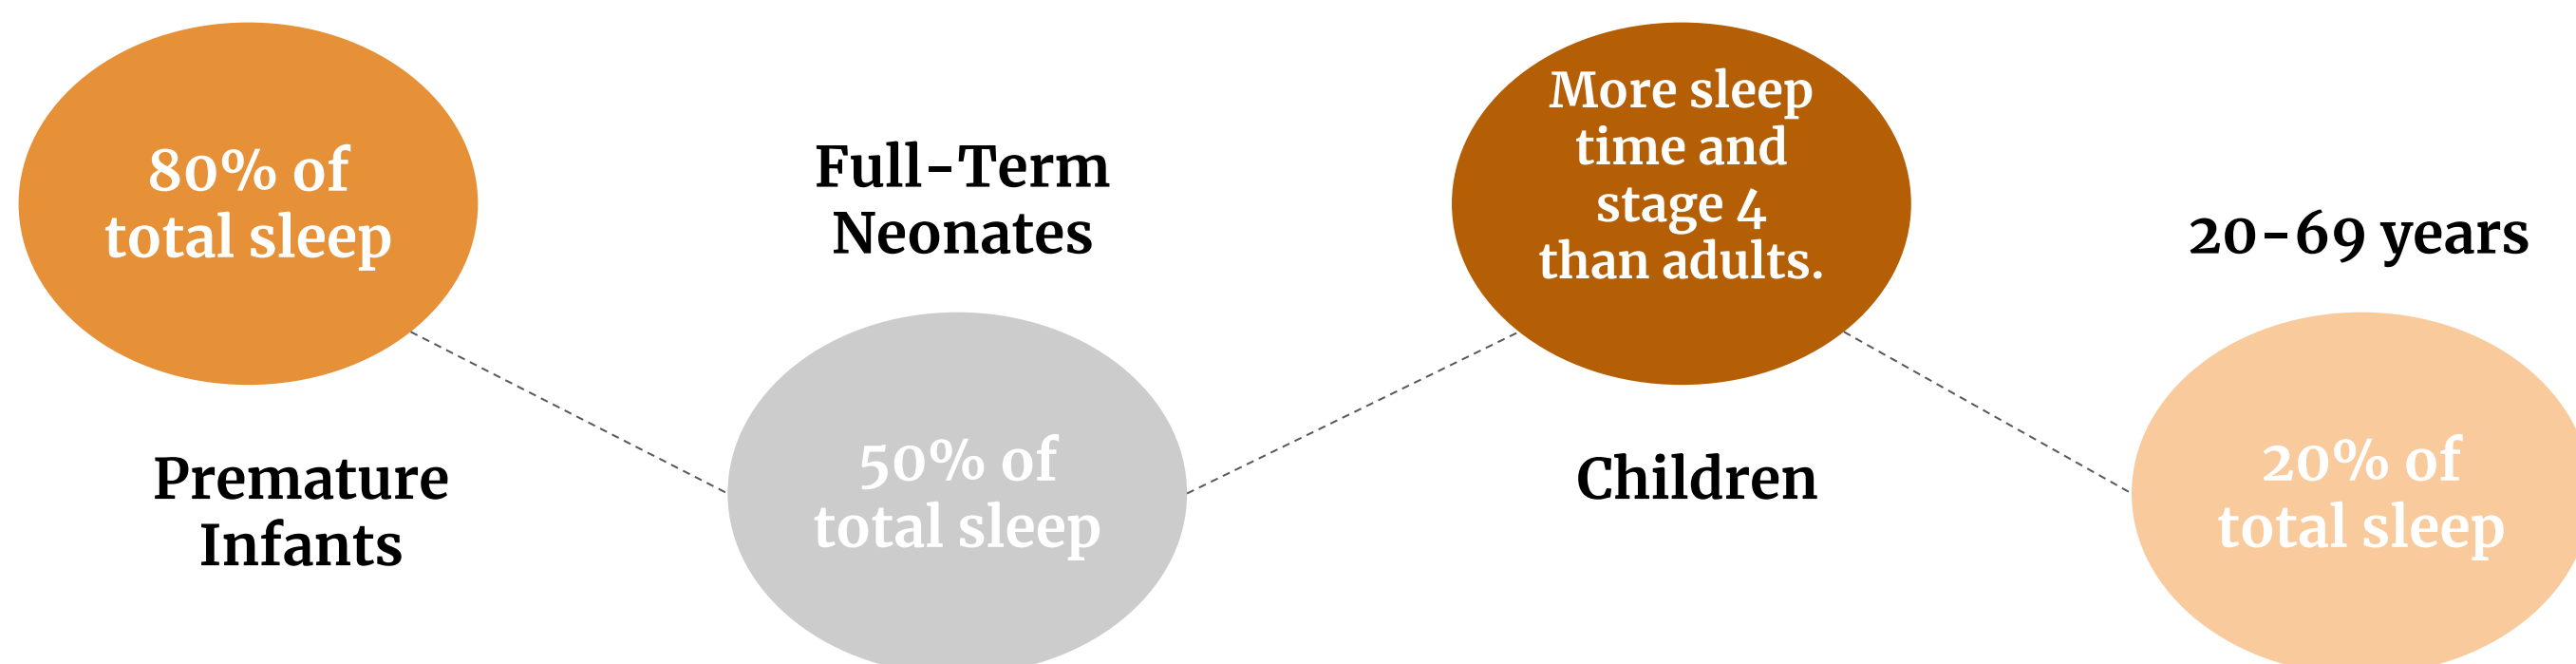 80% of
total sleep
Premature
Infants
Full-Term
Neonates
50% of
total sleep
More sleep
time and
stage 4
than adults.
Children
20-69 years
20% of
total sleep